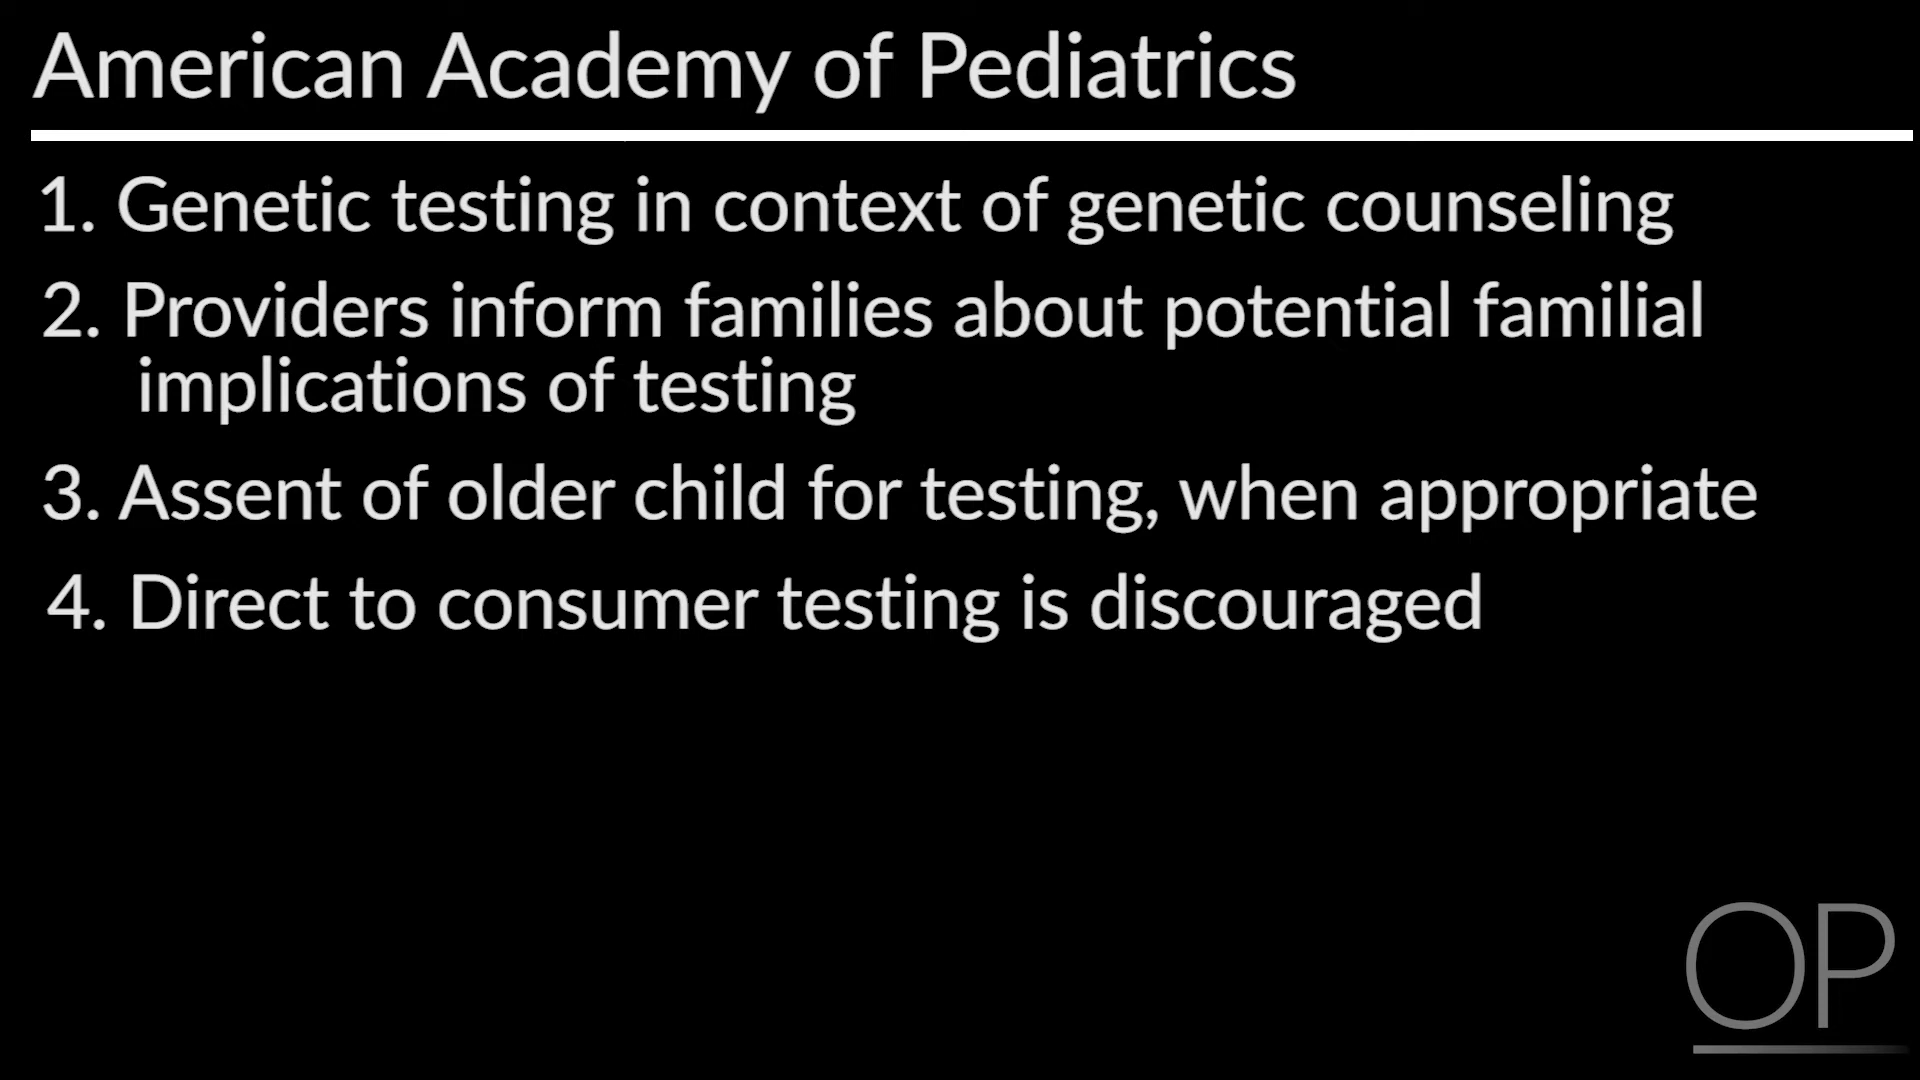 American Academy of Pediatrics
1. Genetic testing in context of genetic counseling
2. Providers inform families about potential familial
implications of testing
3. Assent of older child for testing, when appropriate
4. Direct to consumer testing is discouraged
OP